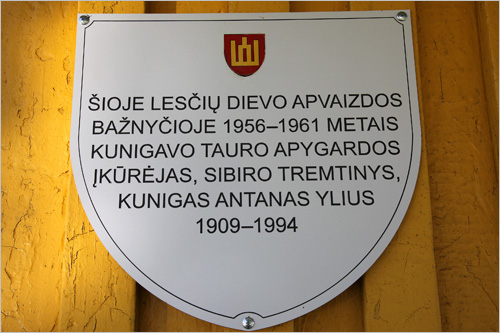 ŠIOJE LESČIŲ DIEVO APVAIZDOS
BAŽNYČIOJE 1956–1961 METAIS
KUNIGAVO TAURO APYGARDOS
ĮKŪRĖJAS, SIBIRO TREMTINYS,
KUNIGAS ANTANAS YLIUS
1909–1994